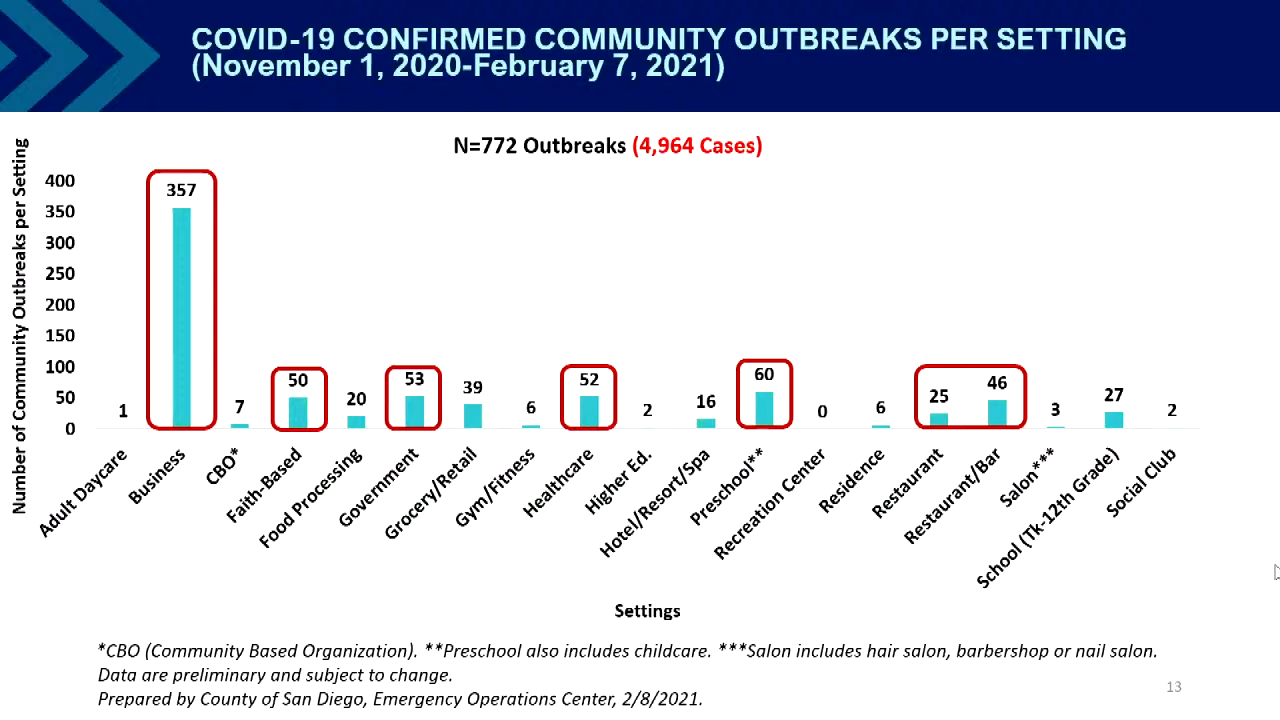 COVID-19 CONFIRMED COMMUNITY OUTBREAKS PER SETTING
(November 1, 2020-February 7, 2021)
N=772 Outbreaks (4,964 Cases)
Number of Community Outbreaks per Setting
400
350
300
250
200
150
100
50
0
1
357
7
50
20
53
39
6
52
2
16
60
0
6
25
46
3
27
2
Adult Daycare
Business
CBO*
Faith-Based
Food Processing
Government
Grocery/Retail
Gym/Fitness
Healthcare
Higher Ed.
Hotel/Resort/Spa
Preschool**
Recreation Center
Residence
Restaurant
Restaurant/Bar
Salon***
School (Tk-12th Grade)
Social Club
Settings
*CBO (Community Based Organization). **Preschool also includes childcare. ***Salon includes hair salon, barbershop or nail salon.
Data are preliminary and subject to change.
Prepared by County of San Diego, Emergency Operations Center, 2/8/2021.
13